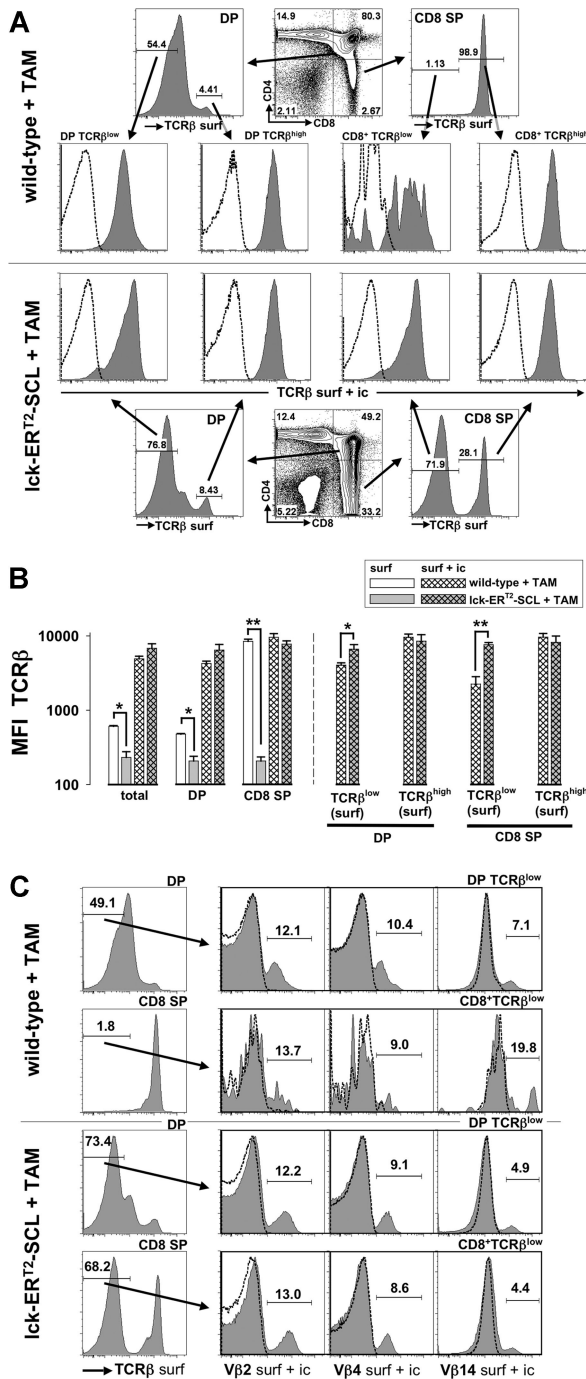 A
wild-type + TAM
DP
54.4
4.41
TCRβ surf
14.9
80.3
2.11
2.67
CD4
CD8
CD8 SP
1.13
98.9
TCRβ surf
DP TCRβlow
DP TCRβhigh
CD8+ TCRβlow
CD8+ TCRβhigh
lck-ERT2-SCL + TAM
TCRβ surf + ic
DP
76.8
8.43
TCRβ surf
12.4
49.2
5.22
33.2
CD4
CD8
CD8 SP
71.9
28.1
TCRβ surf
B
surf
surf + ic
wild-type + TAM
lck-ERT2-SCL + TAM
MFI TCRβ
10000
1000
100
*
*
**
*
**
total
DP
CD8 SP
TCRβlow
(surf)
TCRβhigh
(surf)
TCRβlow
(surf)
TCRβhigh
(surf)
DP
CD8 SP
C
wild-type + TAM
DP
DP TCRβlow
49.1
12.1
10.4
7.1
CD8 SP
CD8+TCRβlow
1.8
13.7
9.0
19.8
lck-ERT2-SCL + TAM
DP
DP TCRβlow
73.4
12.2
9.1
4.9
CD8 SP
CD8+TCRβlow
68.2
13.0
8.6
4.4
TCRβ surf
Vβ2 surf + ic
Vβ4 surf + ic
Vβ14 surf + ic